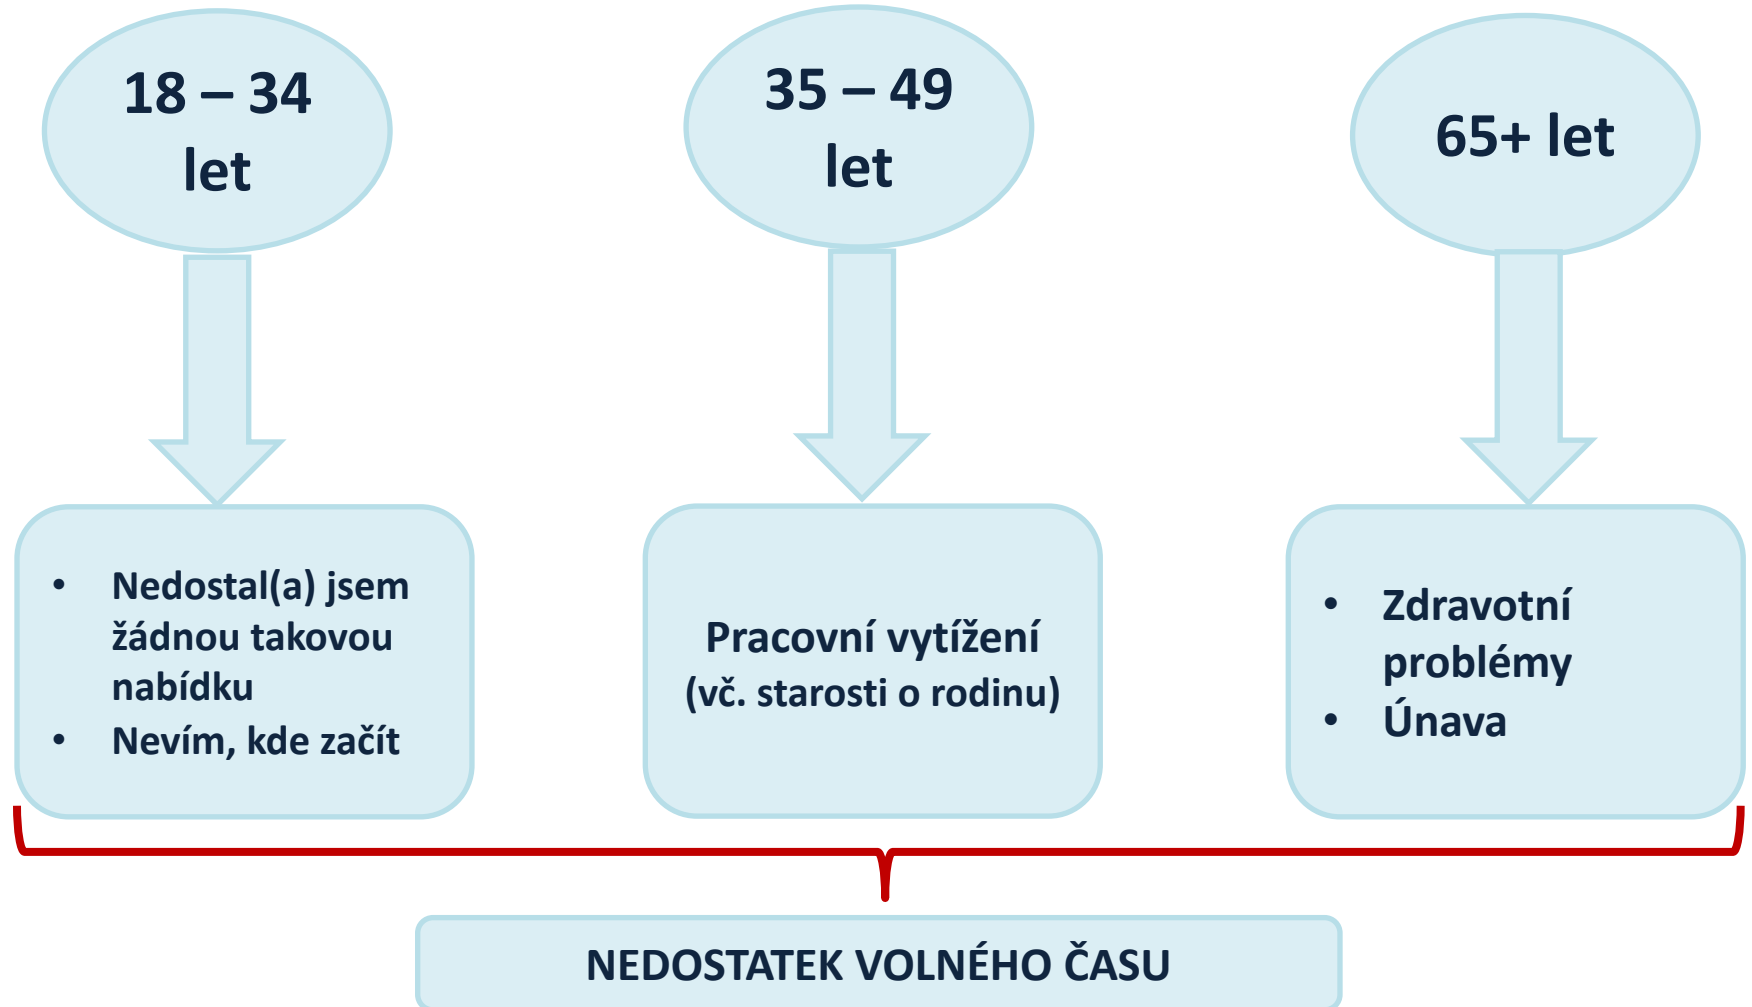 18 – 34
let
35 – 49
let
65+ let
• Nedostal(a) jsem
žádnou takovou
nabídku
• Nevím, kde začít
Pracovní vytížení
(vč. starosti o rodinu)
• Zdravotní
problémy
• Únava
NEDOSTATEK VOLNÉHO ČASU